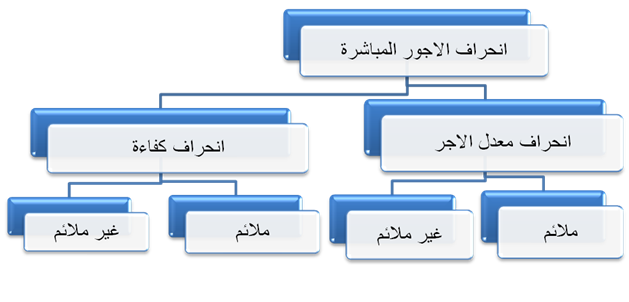 انحراف الاجور المباشرة
انحراف معدل الاجر
انحراف كفاءة
ملائم
غير ملائم
ملائم
غير ملائم